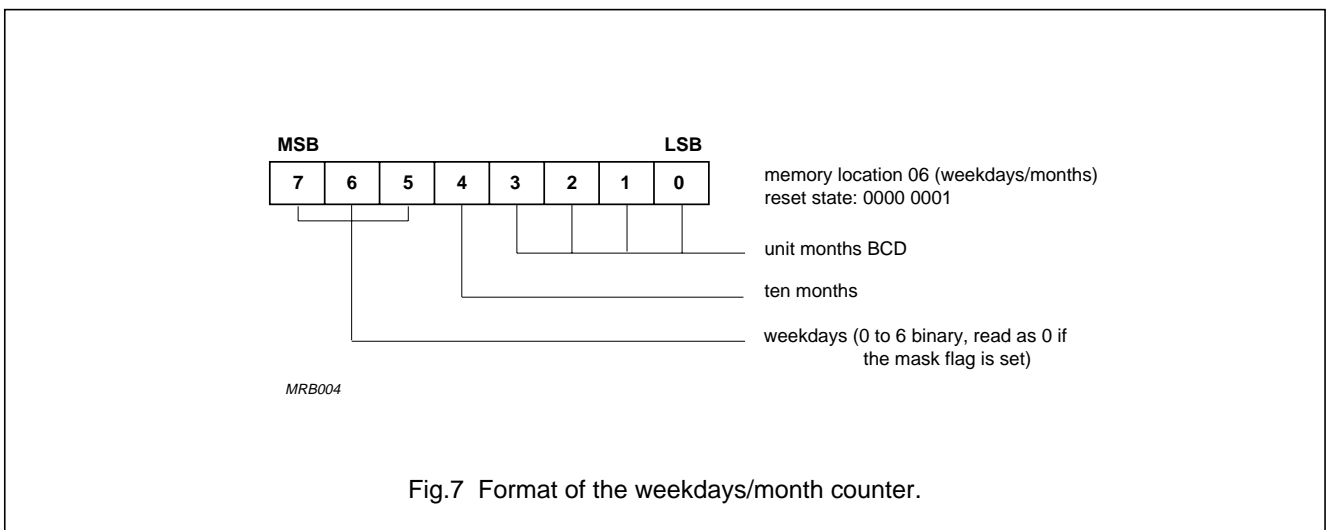 MSB LSB
7 6 5 4 3 2 1 0
memory location 06 (weekdays/months)
reset state: 0000 0001
unit months BCD
ten months
weekdays (0 to 6 binary, read as 0 if
the mask flag is set)
MRB004
Fig.7 Format of the weekdays/month counter.